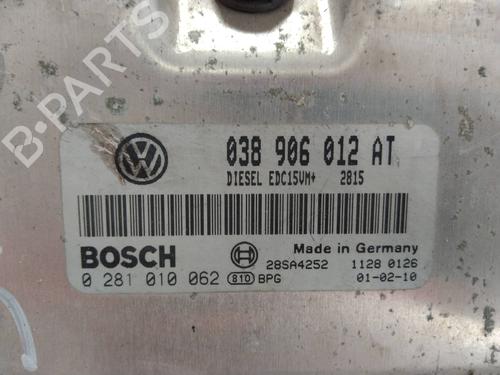 B-PARTS
038 906 012 AT
DIESEL EDC15VM+ 2815
BOSCH
Made in Germany
28SA4252 1128 0126
0 281 010 062 810 BPG 01-02-10